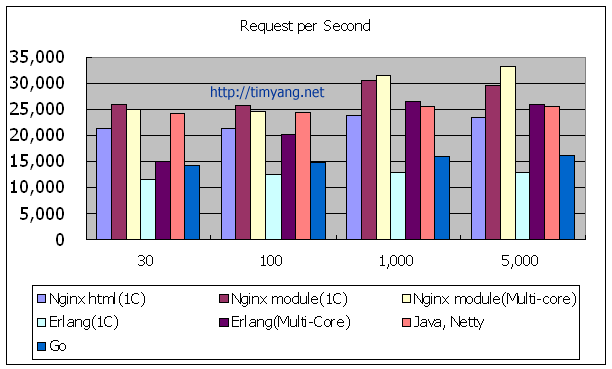 Request per Second
http://timyang.net
35,000
30,000
25,000
20,000
15,000
10,000
5,000
0
30 100 1,000 5,000
Nginx html(1C) Nginx module(1C) Nginx module(Multi-core)
Erlang(1C) Erlang(Multi-Core) Java, Netty
Go